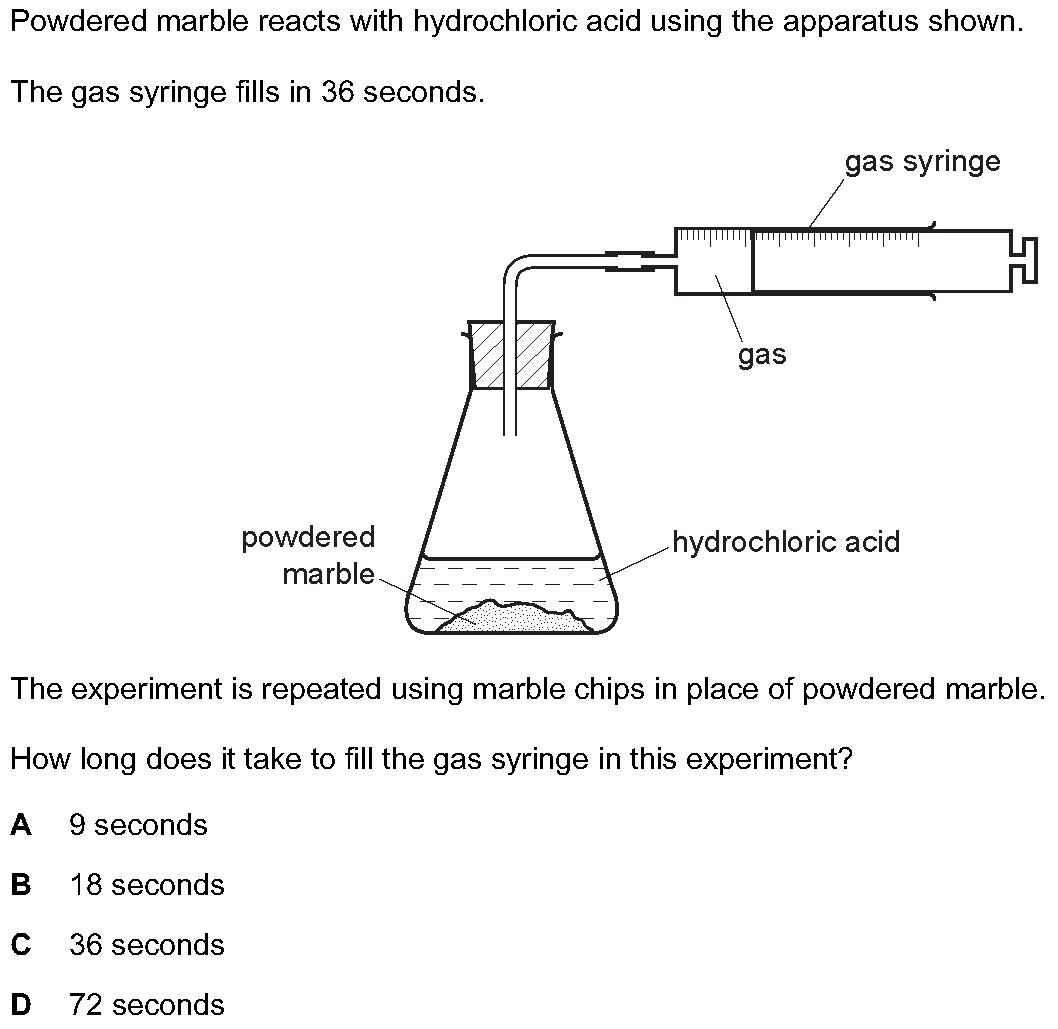 Powdered marble reacts with hydrochloric acid using the apparatus shown.
The gas syringe fills in 36 seconds.
gas syringe
gas
powdered
marble
hydrochloric acid
The experiment is repeated using marble chips in place of powdered marble.
How long does it take to fill the gas syringe in this experiment?
A 9 seconds
B 18 seconds
C 36 seconds
D 72 seconds